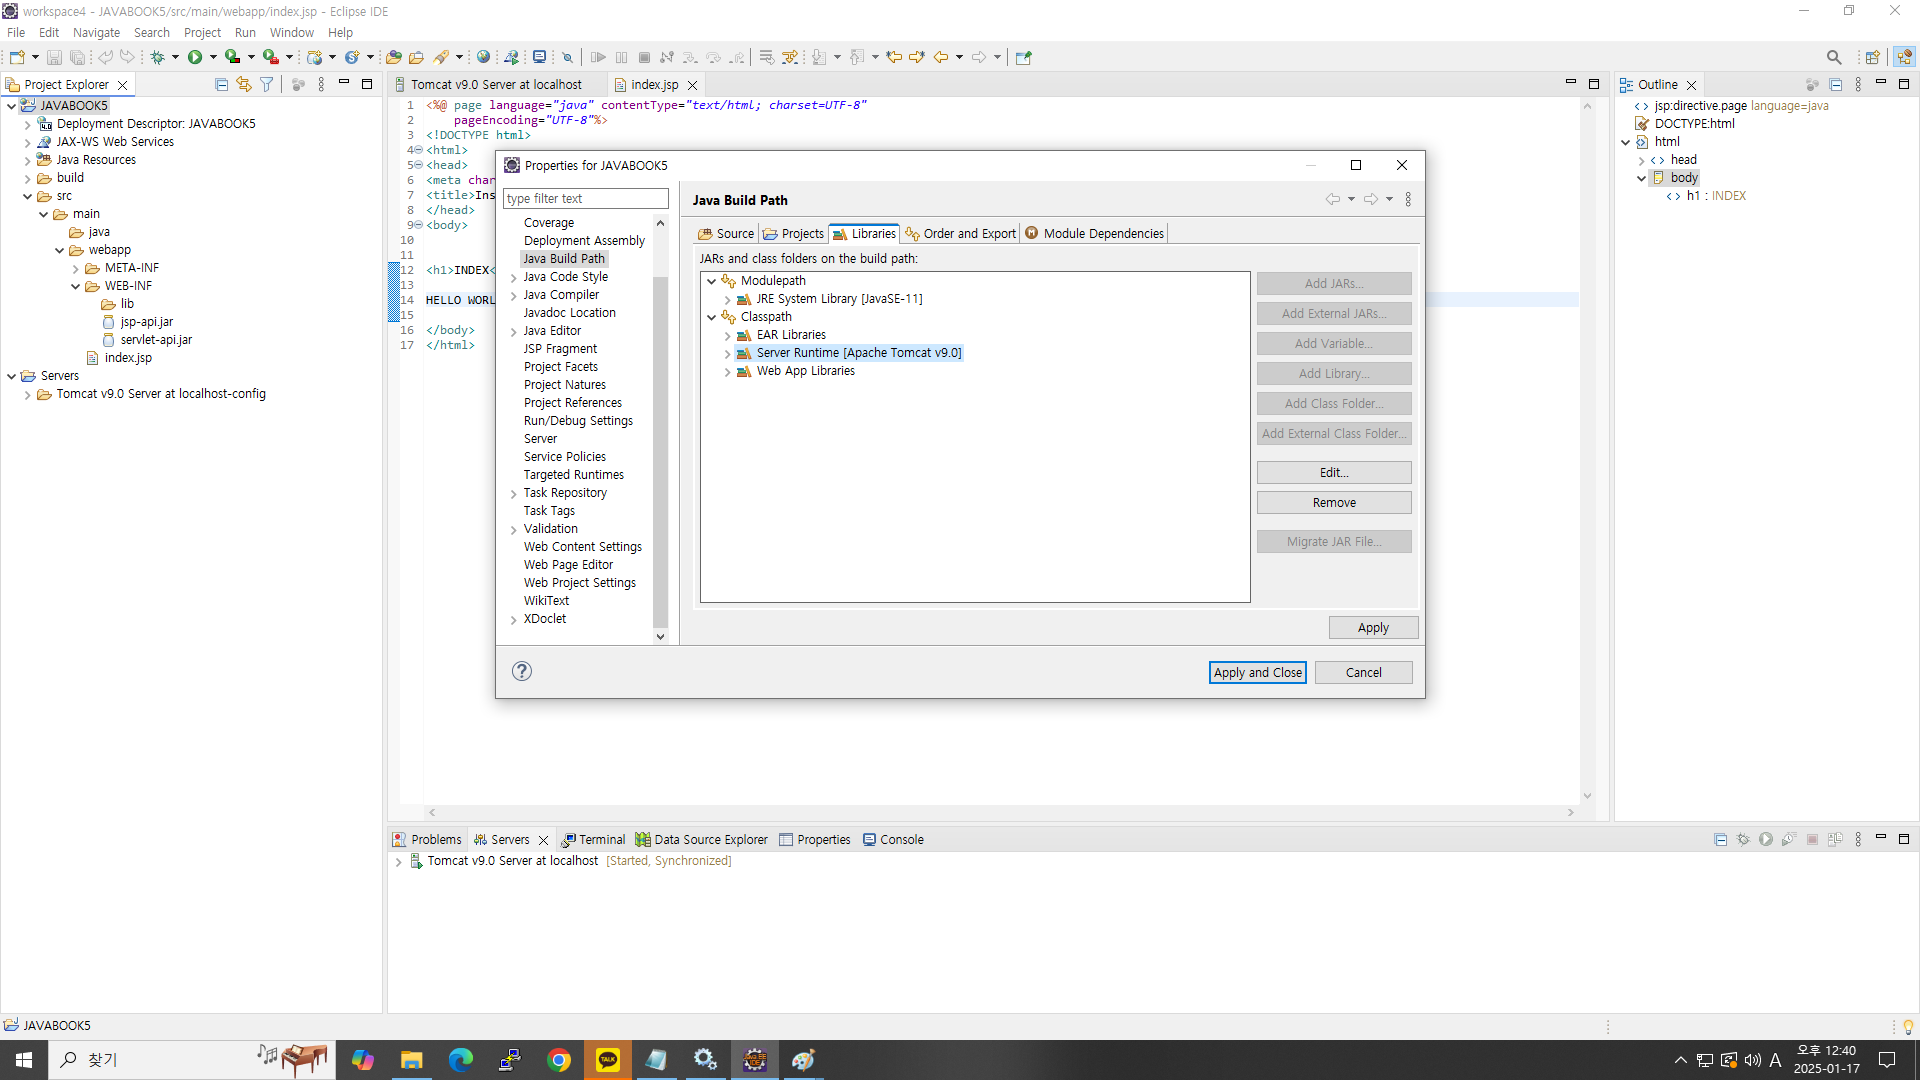 workspace4 - JAVABOOK5/src/main/webapp/index.jsp - Eclipse IDE
File Edit Navigate Search Project Run Window Help
Project Explorer
JAVABOOK5
Deployment Descriptor: JAVABOOK5
JAX-WS Web Services
Java Resources
build
src
main
java
webapp
META-INF
WEB-INF
lib
jsp-api.jar
servlet-api.jar
index.jsp
Servers
Tomcat v9.0 Server at localhost-config
Tomcat v9.0 Server at localhost
index.jsp
1 <%@ page language="java" contentType="text/html; charset=UTF-8"
2 pageEncoding="UTF-8"%>
3 <!DOCTYPE html>
4 <html>
5 <head>
6 <meta char
7 <title>Ins
8 </head>
9 <body>
10
11
12 <h1>INDEX<
13
14 HELLO WORL
15
16 </body>
17 </html>
Properties for JAVABOOK5
type filter text
Coverage
Deployment Assembly
Java Build Path
Java Code Style
Java Compiler
Javadoc Location
Java Editor
JSP Fragment
Project Facets
Project Natures
Project References
Run/Debug Settings
Server
Service Policies
Targeted Runtimes
Task Repository
Task Tags
Validation
Web Content Settings
Web Page Editor
Web Project Settings
WikiText
XDoclet
Java Build Path
Source Projects Libraries Order and Export Module Dependencies
JARs and class folders on the build path:
Modulepath
JRE System Library [JavaSE-11]
Classpath
EAR Libraries
Server Runtime [Apache Tomcat v9.0]
Web App Libraries
Add JARs...
Add External JARs...
Add Variable...
Add Library...
Add Class Folder...
Add External Class Folder...
Edit...
Remove
Migrate JAR File...
Apply
Apply and Close Cancel
Outline
jsp:directive.page language=java
DOCTYPE:html
html
head
body
h1 : INDEX
Problems Servers Terminal Data Source Explorer Properties Console
Tomcat v9.0 Server at localhost [Started, Synchronized]
JAVABOOK5
찾기
TALK
A
오후 12:40
2025-01-17